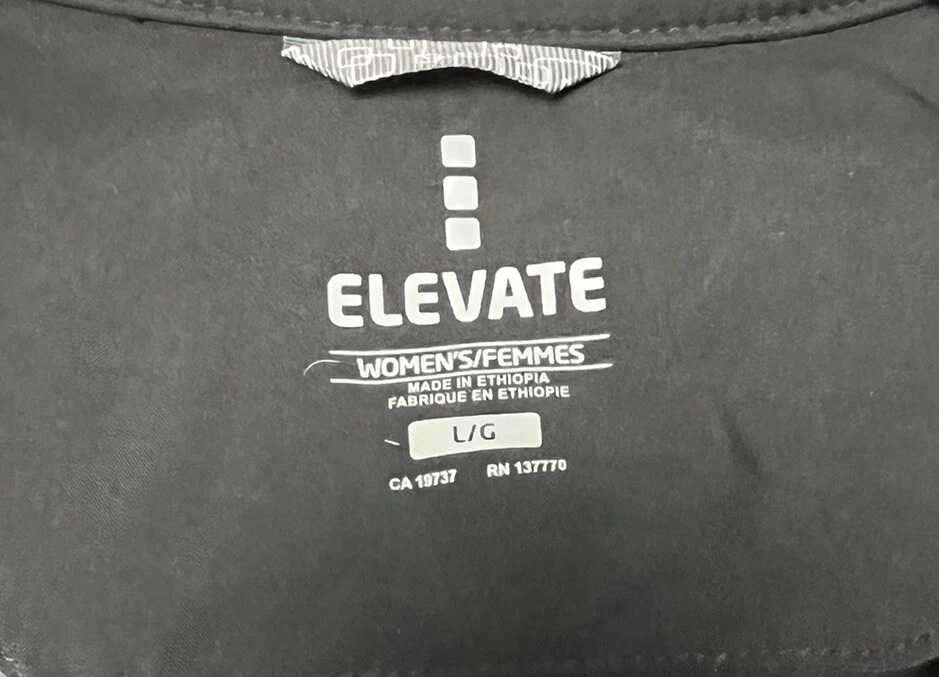 ELEVATE
WOMEN'S/FEMMES
MADE IN ETHIOPIA
FABRIQUE EN ETHIOPIE
L/G
CA 19737 RN 137770